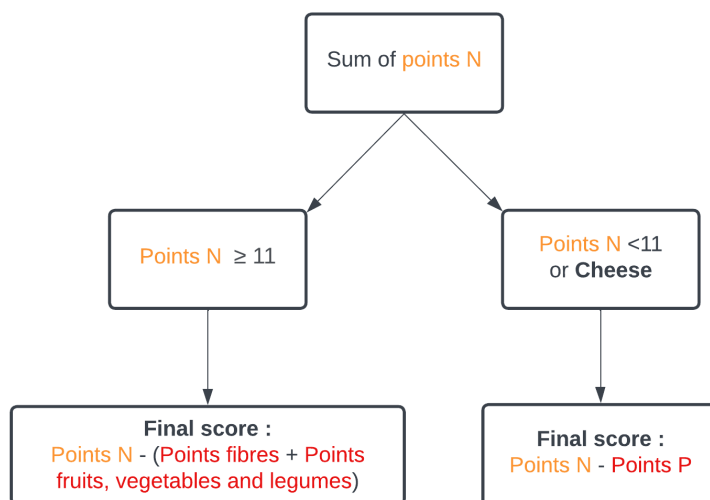 Sum of points N
Points N ≥ 11
Points N <11
or Cheese
Final score :
Points N - (Points fibres + Points
fruits, vegetables and legumes)
Final score :
Points N - Points P